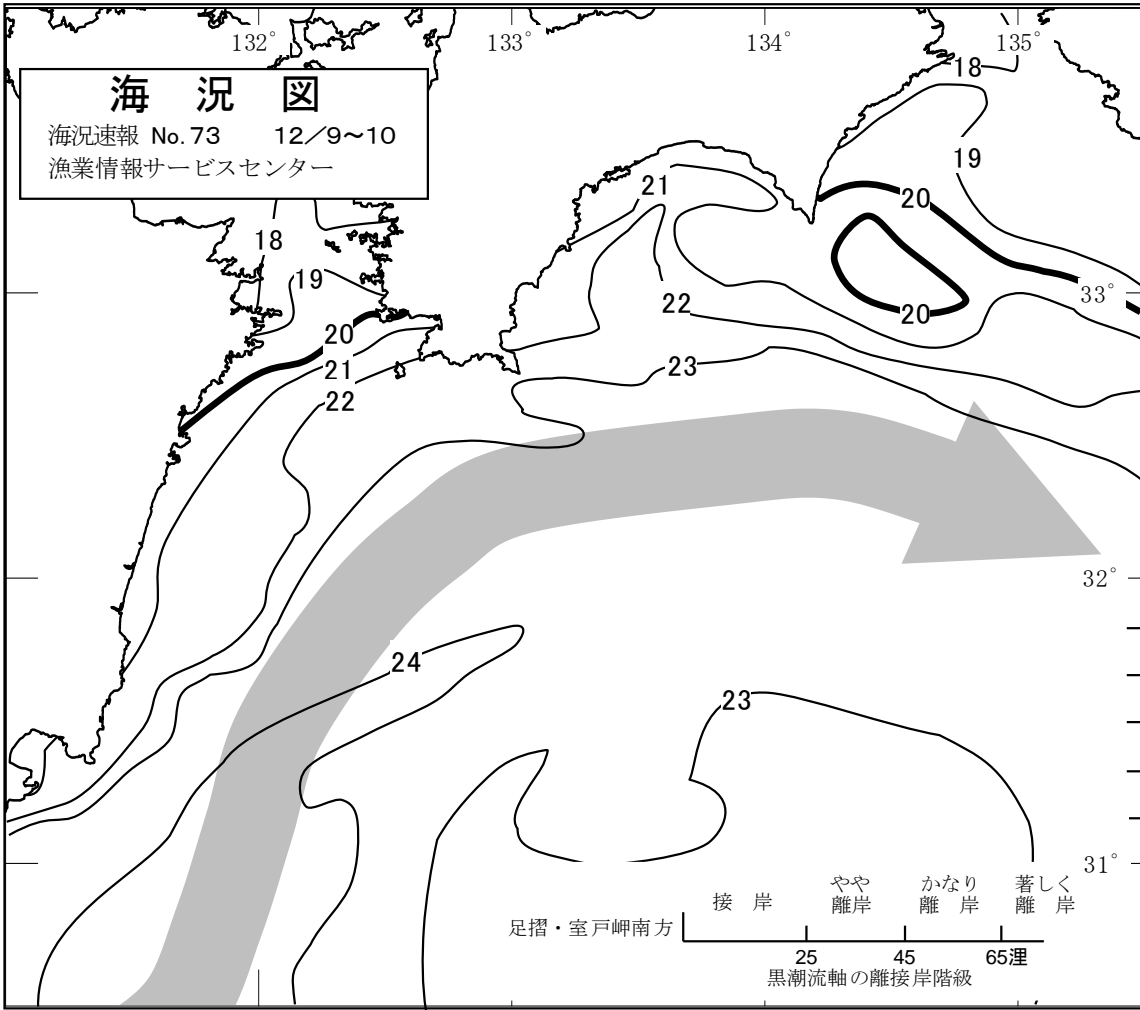 132° 133° 134° 135°
海 況 図
海況速報 No.73 12/9～10
漁業情報サービスセンター
18
19
21
20
18
19
22
33°
20
20
21
23
22
32°
24
23
31°
接 岸 やや離岸 かなり離 岸 著しく離 岸
足摺・室戸岬南方
25 45 65浬
黒潮流軸の離接岸階級